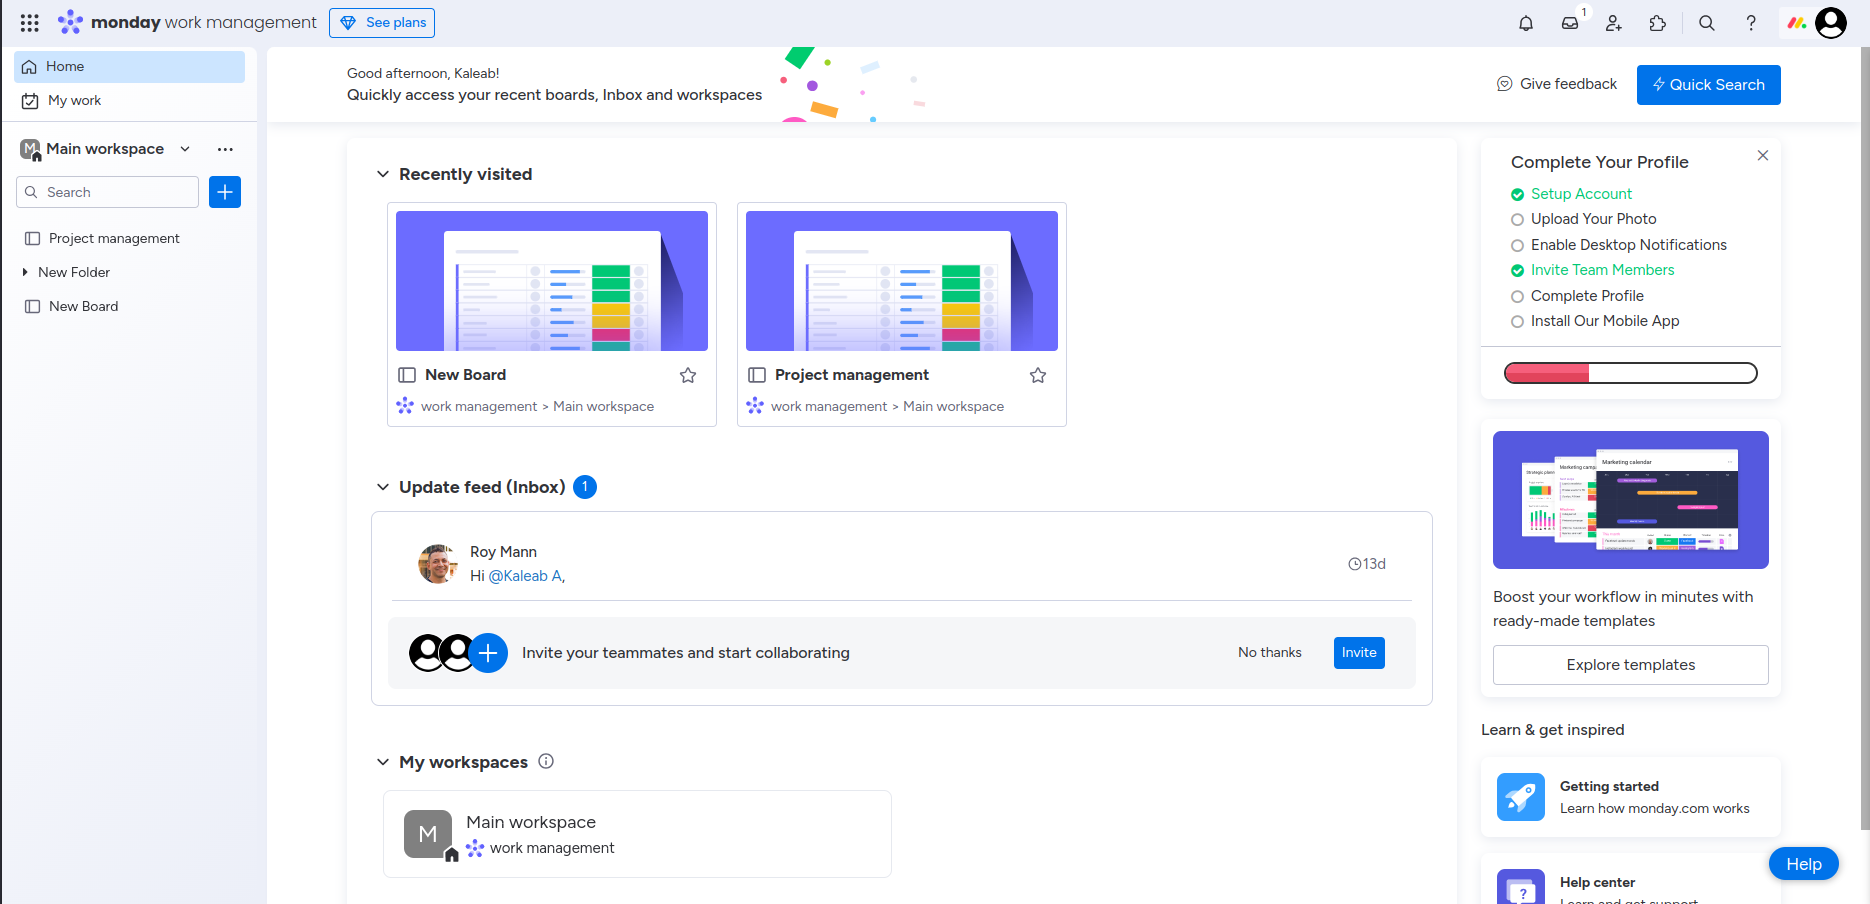 monday work management
See plans
1
Home
My work
M
Main workspace
Search
Project management
New Folder
New Board
Good afternoon, Kaleab!
Quickly access your recent boards, Inbox and workspaces
Give feedback
Quick Search
Recently visited
New Board
work management > Main workspace
Project management
work management > Main workspace
Update feed (Inbox) 1
Roy Mann
Hi @Kaleab A,
13d
Invite your teammates and start collaborating
No thanks
Invite
My workspaces
M
Main workspace
work management
Complete Your Profile
Setup Account
Upload Your Photo
Enable Desktop Notifications
Invite Team Members
Complete Profile
Install Our Mobile App
Marketing calendar
Boost your workflow in minutes with
ready-made templates
Explore templates
Learn & get inspired
Getting started
Learn how monday.com works
Help
Help center
Learn and get support